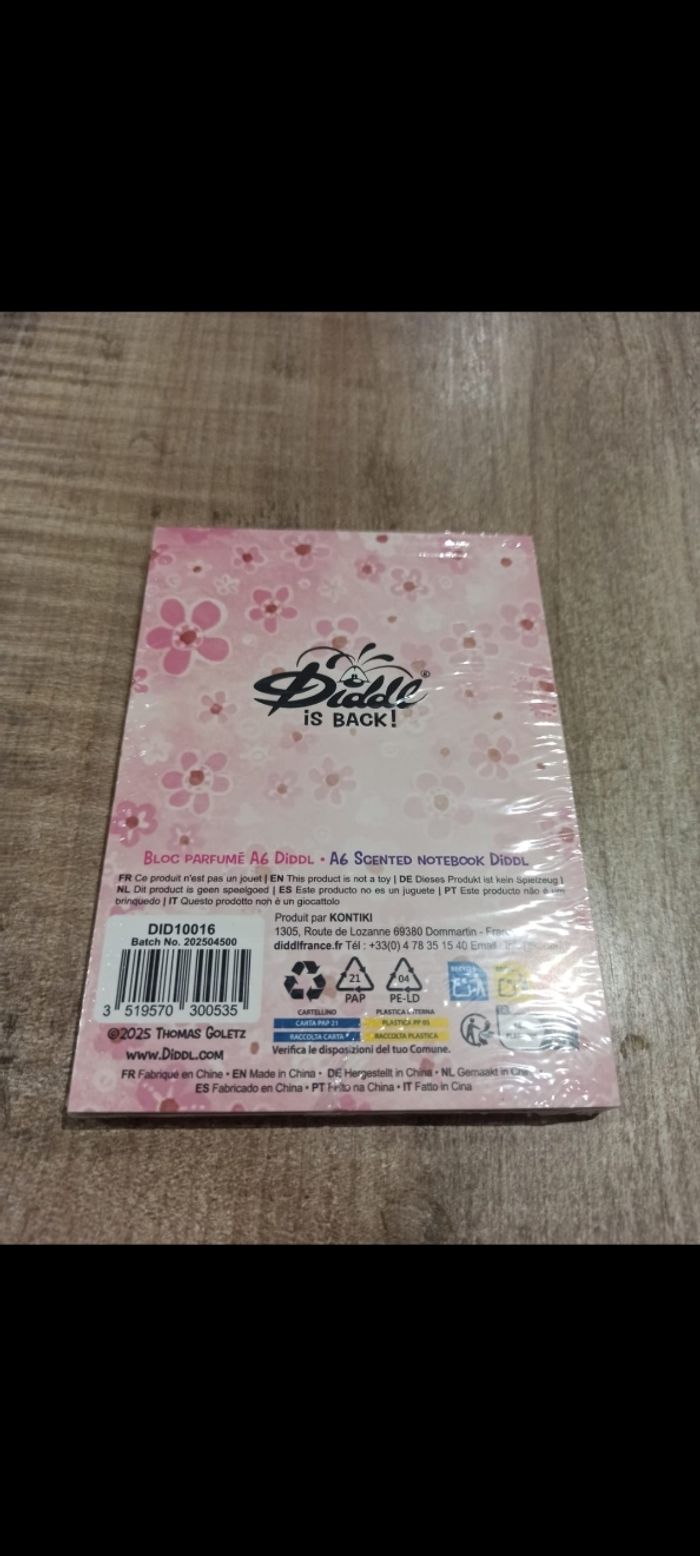 Diddl®
is BACK!
BLOC PARFUMÉ A6 DIDDL • A6 SCENTED NOTEBOOK DIDDL
FR Ce produit n'est pas un jouet | EN This product is not a toy | DE Dieses Produkt ist kein Spielzeug |
NL Dit product is geen speelgoed | ES Este producto no es un juguete | PT Este producto não é um
brinquedo | IT Questo prodotto non è un giocattolo
DID10016
Batch No. 202504500
3 519570 300535
Produit par KONTIKI
1305, Route de Lozanne 69380 Dommartin -
diddlfrance.fr Tél : +33(0) 4 78 35 15 40 Email
21
PAP
04
PE-LD
RECYCLE
CARTELLINO
CARTA PAP 21
RACCOLTA CARTA
PLASTICA ESTERNA
PLASTICA PP 05
RACCOLTA PLASTICA
Verifica le disposizioni del tuo Comune.
©2025 THOMAS GOLETZ
WWW.DIDDL.COM
FR Fabriqué en Chine • EN Made in China • DE Hergestellt in China • NL Gemaakt in
ES Fabricado en China • PT Feito na China • IT Fatto in Cina